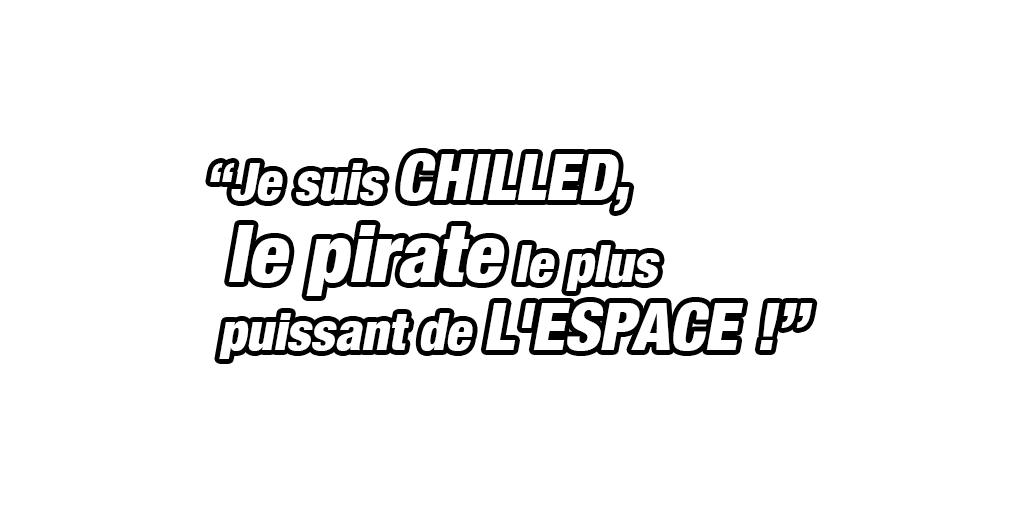 “Je suis CHILLED,
le pirate le plus
puissant de L'ESPACE !”